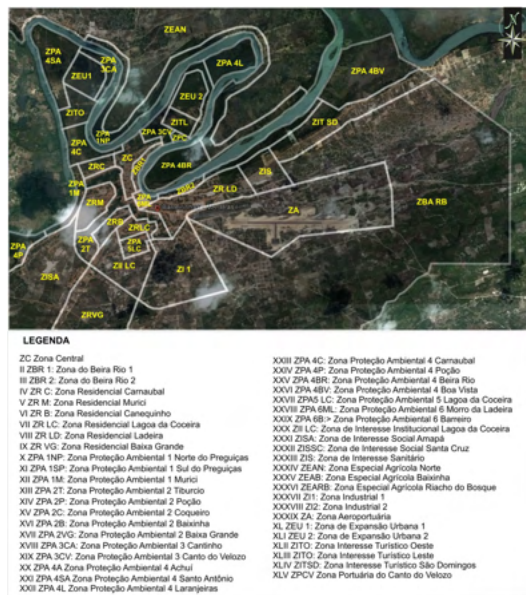 ZEAN
ZPA
4SA
ZPA
3CA
ZEU1
ZPA 4L
ZPA 4BV
ZEU 2
ZITO
ZPA
1NP
ZITL
ZIT SD
ZPA 3CV
ZPC
ZPA
4C
ZRC
ZC
ZPA 4BR
ZIS
ZPA
1M
ZBR2
ZR LD
ZRM
ZRB
ZA
ZBA RB
ZRLC
ZPA
4P
ZPA
2T
ZPA
5LC
ZISA
ZII LC
ZI 1
ZRVG
LEGENDA
ZC Zona Central
II ZBR 1: Zona do Beira Rio 1
III ZBR 2: Zona do Beira Rio 2
IV ZR C: Zona Residencial Carnaubal
V ZR M: Zona Residencial Murici
VI ZR B: Zona Residencial Canequinho
VII ZR LC: Zona Residencial Lagoa da Coceira
VIII ZR LD: Zona Residencial Ladeira
IX ZR VG: Zona Residencial Baixa Grande
X ZPA 1NP: Zona Proteção Ambiental 1 Norte do Preguiças
XI ZPA 1SP: Zona Proteção Ambiental 1 Sul do Preguiças
XII ZPA 1M: Zona Proteção Ambiental 1 Murici
XIII ZPA 2T: Zona Proteção Ambiental 2 Tiburcio
XIV ZPA 2P: Zona Proteção Ambiental 2 Poção
XV ZPA 2C: Zona Proteção Ambiental 2 Coqueiro
XVI ZPA 2B: Zona Proteção Ambiental 2 Baixinha
XVII ZPA 2VG: Zona Proteção Ambiental 2 Baixa Grande
XVIII ZPA 3CA: Zona Proteção Ambiental 3 Cantinho
XIX ZPA 3CV: Zona Proteção Ambiental 3 Canto do Velozo
XX ZPA 4A Zona Proteção Ambiental 4 Achuí
XXI ZPA 4SA Zona Proteção Ambiental 4 Santo Antônio
XXII ZPA 4L Zona Proteção Ambiental 4 Laranjeiras
XXIII ZPA 4C: Zona Proteção Ambiental 4 Carnaubal
XXIV ZPA 4P: Zona Proteção Ambiental 4 Poção
XXV ZPA 4BR: Zona Proteção Ambiental 4 Beira Rio
XXVI ZPA 4BV: Zona Proteção Ambiental 4 Boa Vista
XXVII ZPA5 LC: Zona Proteção Ambiental 5 Lagoa da Coceira
XXVIII ZPA 6ML: Zona Proteção Ambiental 6 Morro da Ladeira
XXIX ZPA 6B:> Zona Proteção Ambiental 6 Barreiro
XXX ZII LC: Zona de Interesse Institucional Lagoa da Coceira
XXXI ZISA: Zona de Interesse Social Amapá
XXXII ZISSC: Zona de Interesse Social Santa Cruz
XXXIII ZIS: Zona de Interesse Sanitário
XXXIV ZEAN: Zona Especial Agrícola Norte
XXXV ZEAB: Zona Especial Agrícola Baixinha
XXXVI ZEARB: Zona Especial Agrícola Riacho do Bosque
XXXVII ZI1: Zona Industrial 1
XXXVIII ZI2: Zona Industrial 2
XXXIX ZA: Zona Aeroportuária
XL ZEU 1: Zona de Expansão Urbana 1
XLI ZEU 2: Zona de Expansão Urbana 2
XLII ZITO: Zona Interesse Turístico Oeste
XLIII ZITO: Zona Interesse Turístico Leste
XLIV ZITSD: Zona Interesse Turístico São Domingos
XLV ZPCV Zona Portuária do Canto do Velozo